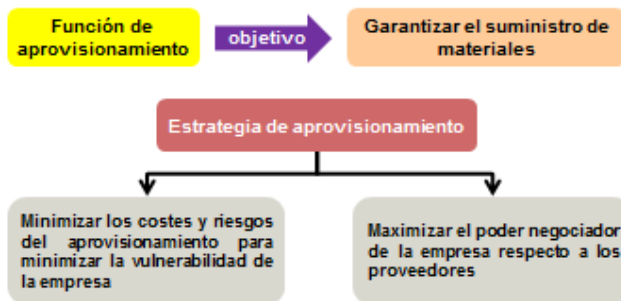 Función de
aprovisionamiento
objetivo
Garantizar el suministro de
materiales
Estrategia de aprovisionamiento
Minimizar los costes y riesgos
del aprovisionamiento para
minimizar la vulnerabilidad de
la empresa
Maximizar el poder negociador
de la empresa respecto a los
proveedores